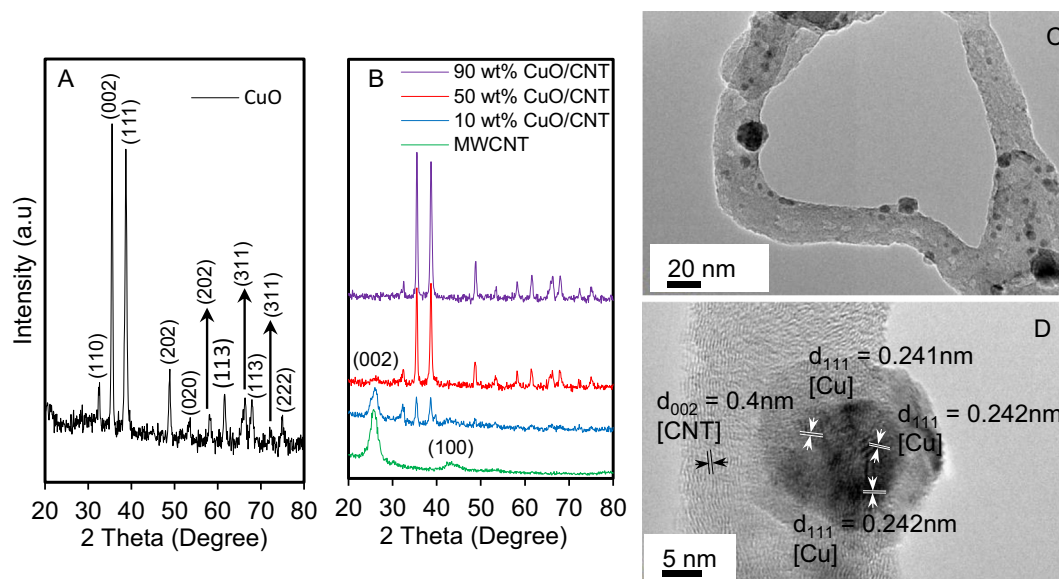 A
CuO
(002)
(111)
(110)
(202)
(020)
(202)
(113)
(311)
(113)
(311)
(222)
Intensity (a.u)
20 30 40 50 60 70 80
2 Theta (Degree)
B
90 wt% CuO/CNT
50 wt% CuO/CNT
10 wt% CuO/CNT
MWCNT
(002)
(100)
20 30 40 50 60 70 80
2 Theta (Degree)
C
20 nm
D
d111 = 0.241nm
[Cu]
d002 = 0.4nm
[CNT]
d111 = 0.242nm
[Cu]
d111 = 0.242nm
[Cu]
5 nm